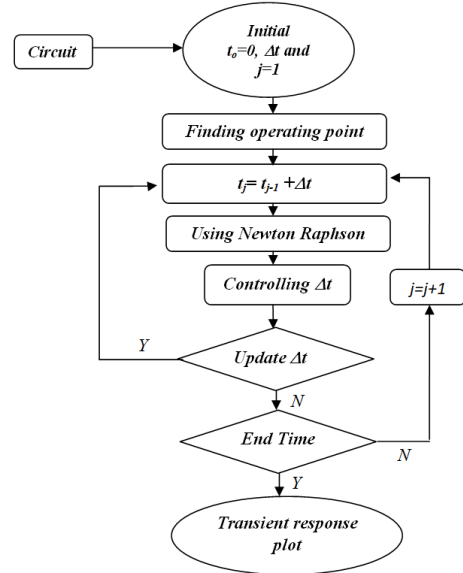 Circuit
Initial
t₀=0, Δt and
j=1
Finding operating point
tⱼ= tⱼ₋₁ +Δt
Using Newton Raphson
Controlling Δt
j=j+1
Y
Update Δt
N
End Time
N
Y
Transient response
plot